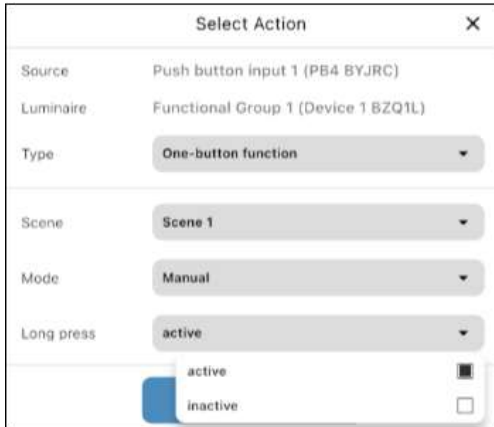 Select Action
Source Push button input 1 (PB4 BYJRC)
Luminaire Functional Group 1 (Device 1 BZQ1L)
Type One-button function
Scene Scene 1
Mode Manual
Long press active
active
inactive